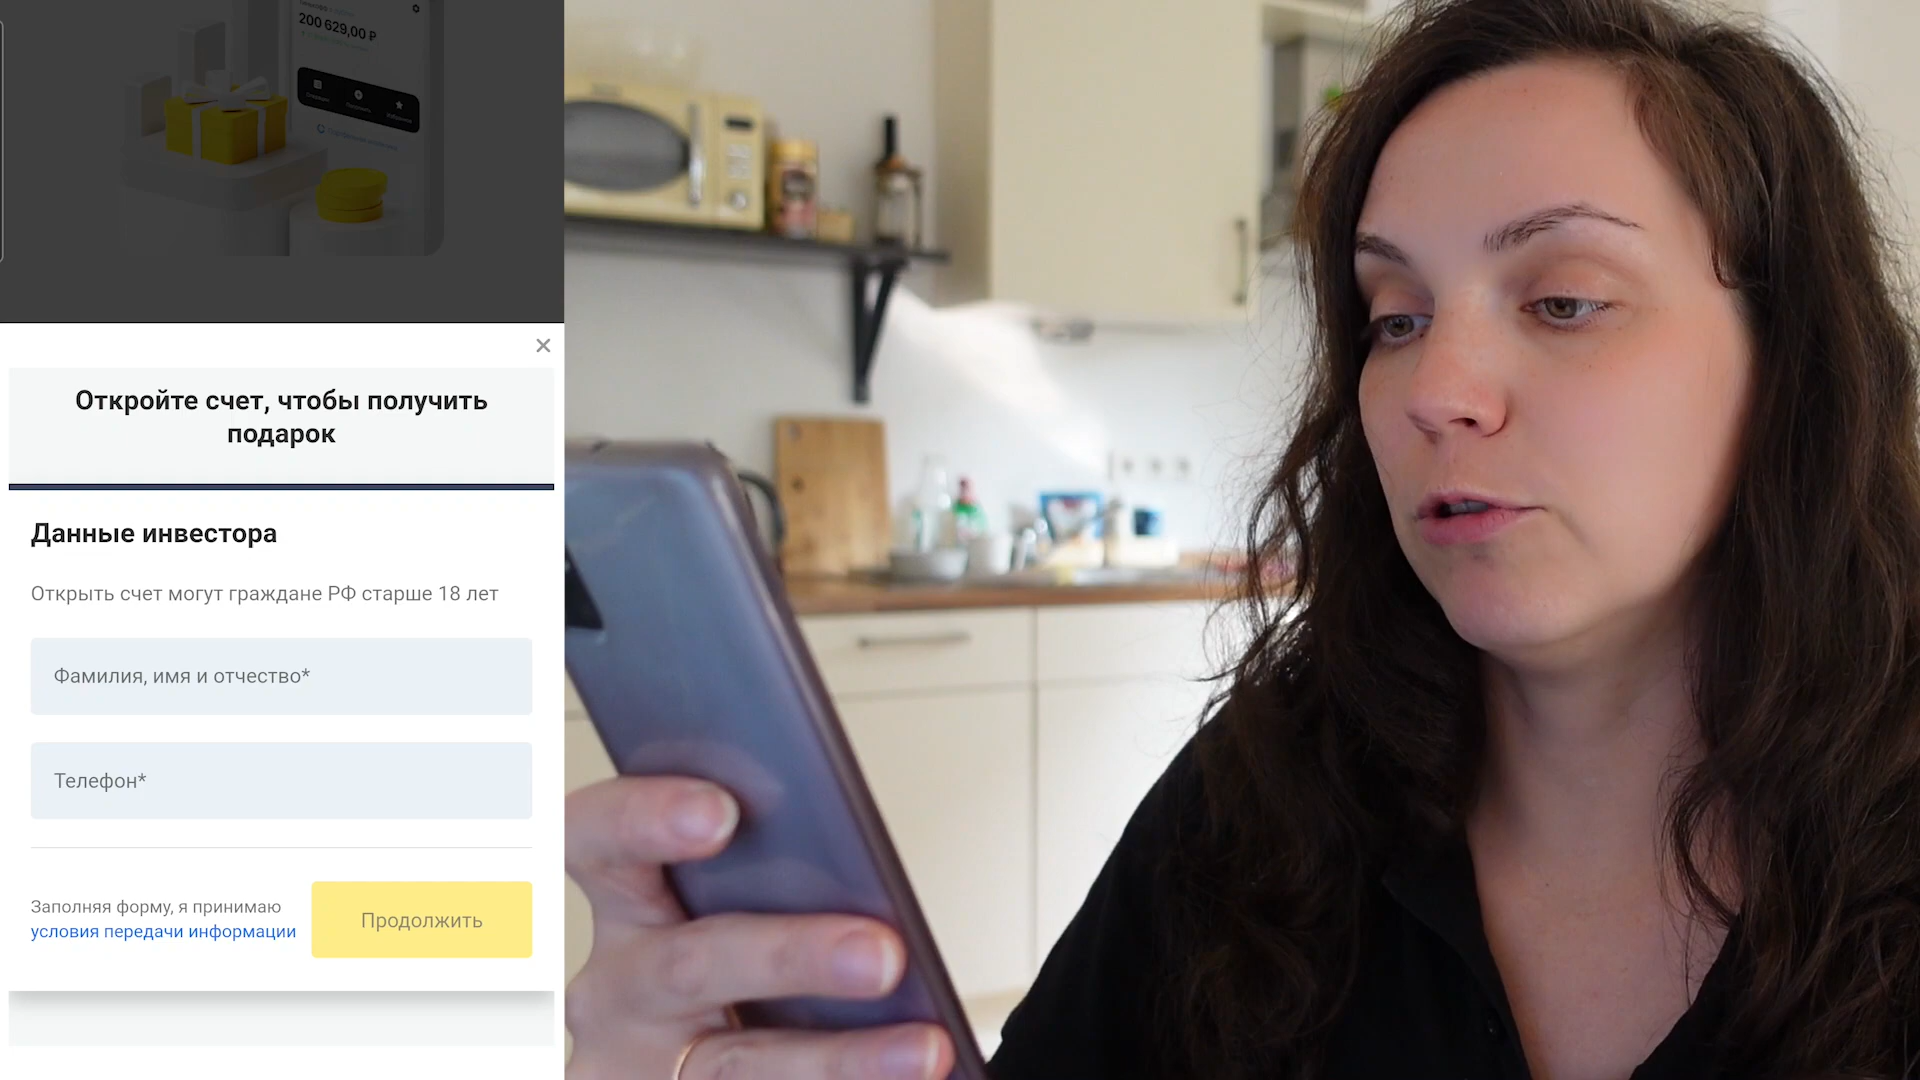 200 629,00 ₽
Откройте счет, чтобы получить
подарок
Данные инвестора
Открыть счет могут граждане РФ старше 18 лет
Фамилия, имя и отчество*
Телефон*
Заполняя форму, я принимаю
условия передачи информации
Продолжить